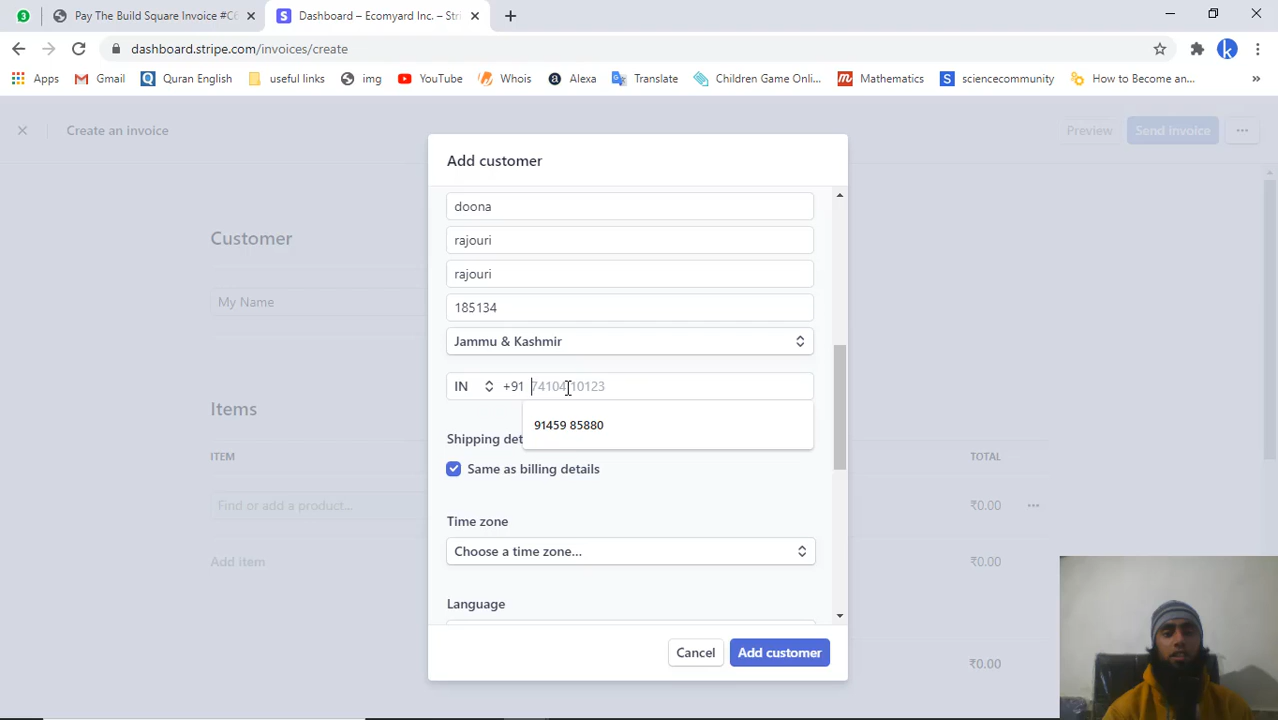 3
Pay The Build Square Invoice #C6
Dashboard – Ecomyard Inc. – Stri
dashboard.stripe.com/invoices/create
Apps
Gmail
Quran English
useful links
img
YouTube
Whois
Alexa
Translate
Children Game Onli...
Mathematics
sciencecommunity
How to Become an...
Create an invoice
Preview
Send invoice
Add customer
Customer
My Name
doona
rajouri
rajouri
185134
Jammu & Kashmir
IN +91 74104 10123
91459 85880
Shipping det
Same as billing details
Items
ITEM
TOTAL
Find or add a product...
₹0.00
Add item
₹0.00
Time zone
Choose a time zone...
Language
Cancel
Add customer
₹0.00